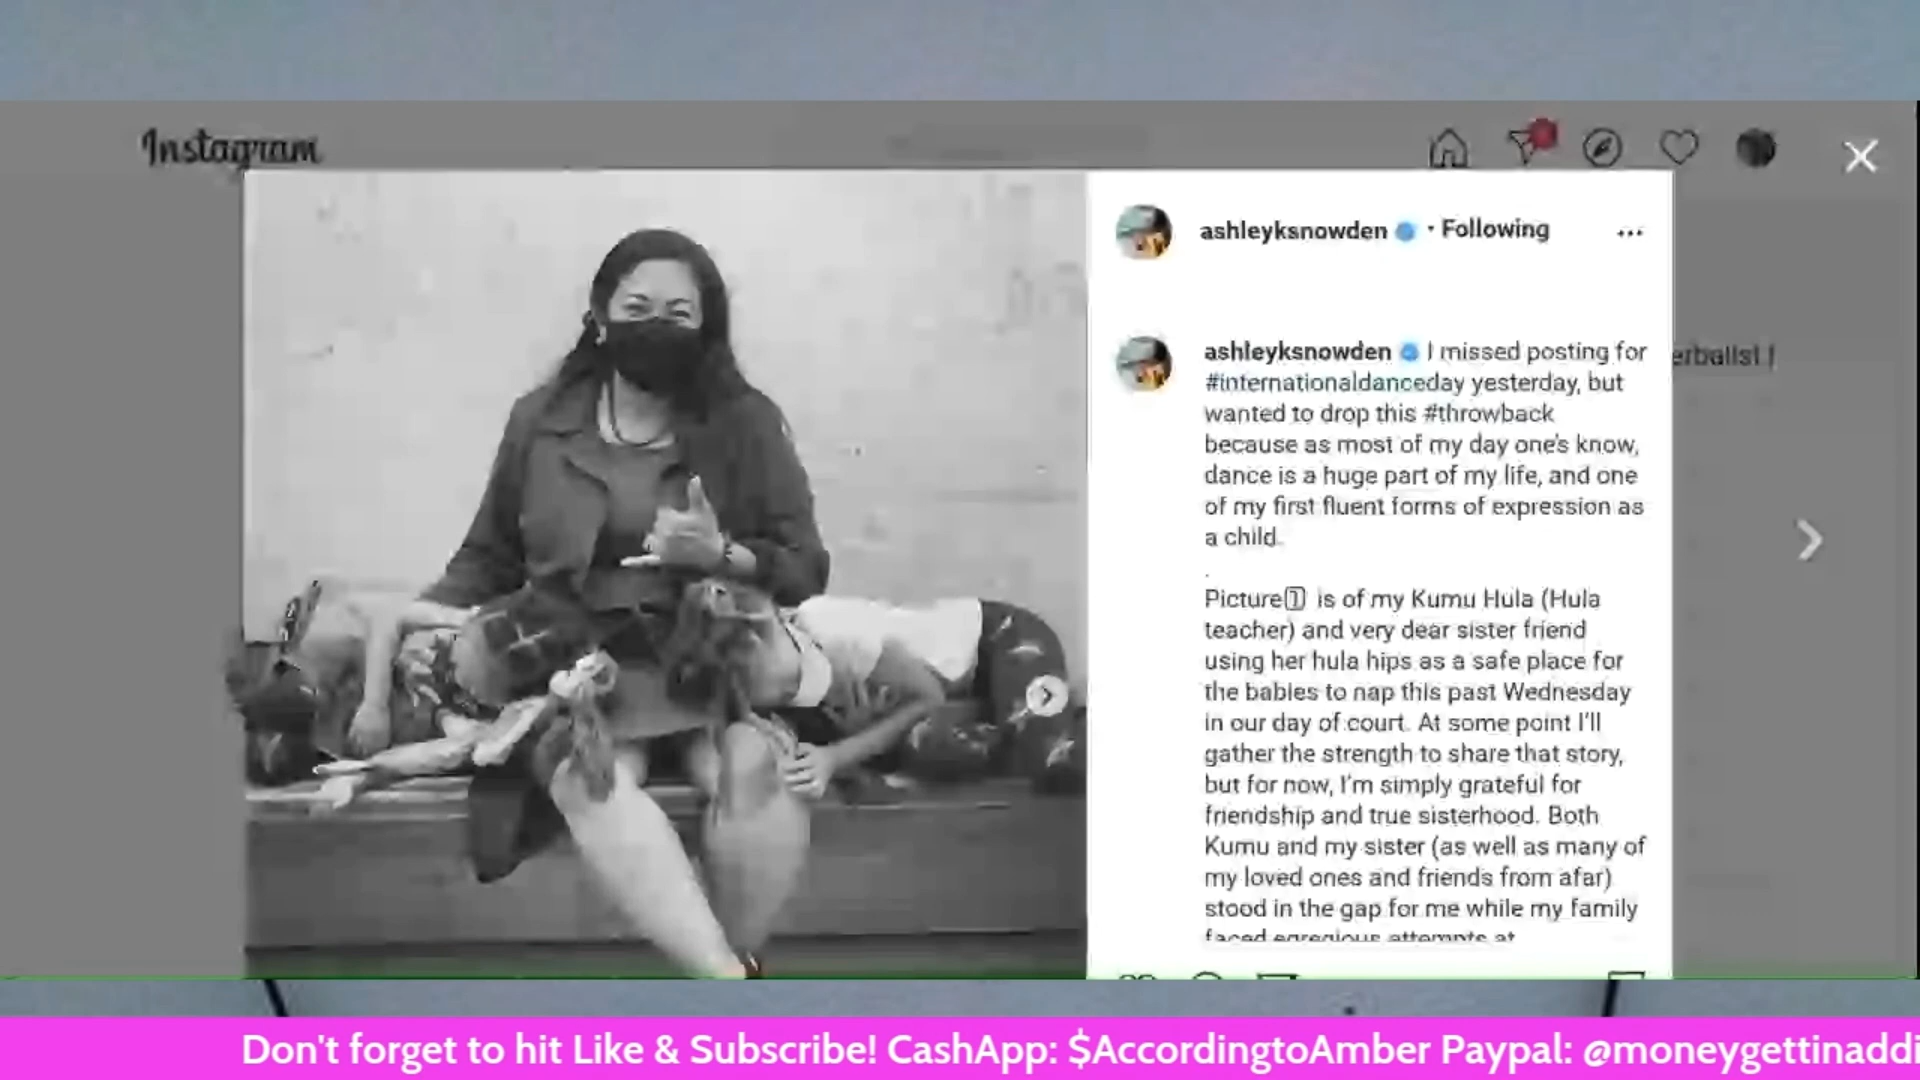 Instagram
ashleyksnowden • Following
erbalist |
ashleyksnowden I missed posting for
#internationaldanceday yesterday, but
wanted to drop this #throwback
because as most of my day one's know,
dance is a huge part of my life, and one
of my first fluent forms of expression as
a child.
.
Picture1️⃣ is of my Kumu Hula (Hula
teacher) and very dear sister friend
using her hula hips as a safe place for
the babies to nap this past Wednesday
in our day of court. At some point I'll
gather the strength to share that story,
but for now, I'm simply grateful for
friendship and true sisterhood. Both
Kumu and my sister (as well as many of
my loved ones and friends from afar)
stood in the gap for me while my family
faced egregious attempts at
Don't forget to hit Like & Subscribe! CashApp: $AccordingtoAmber Paypal: @moneygettinaddi